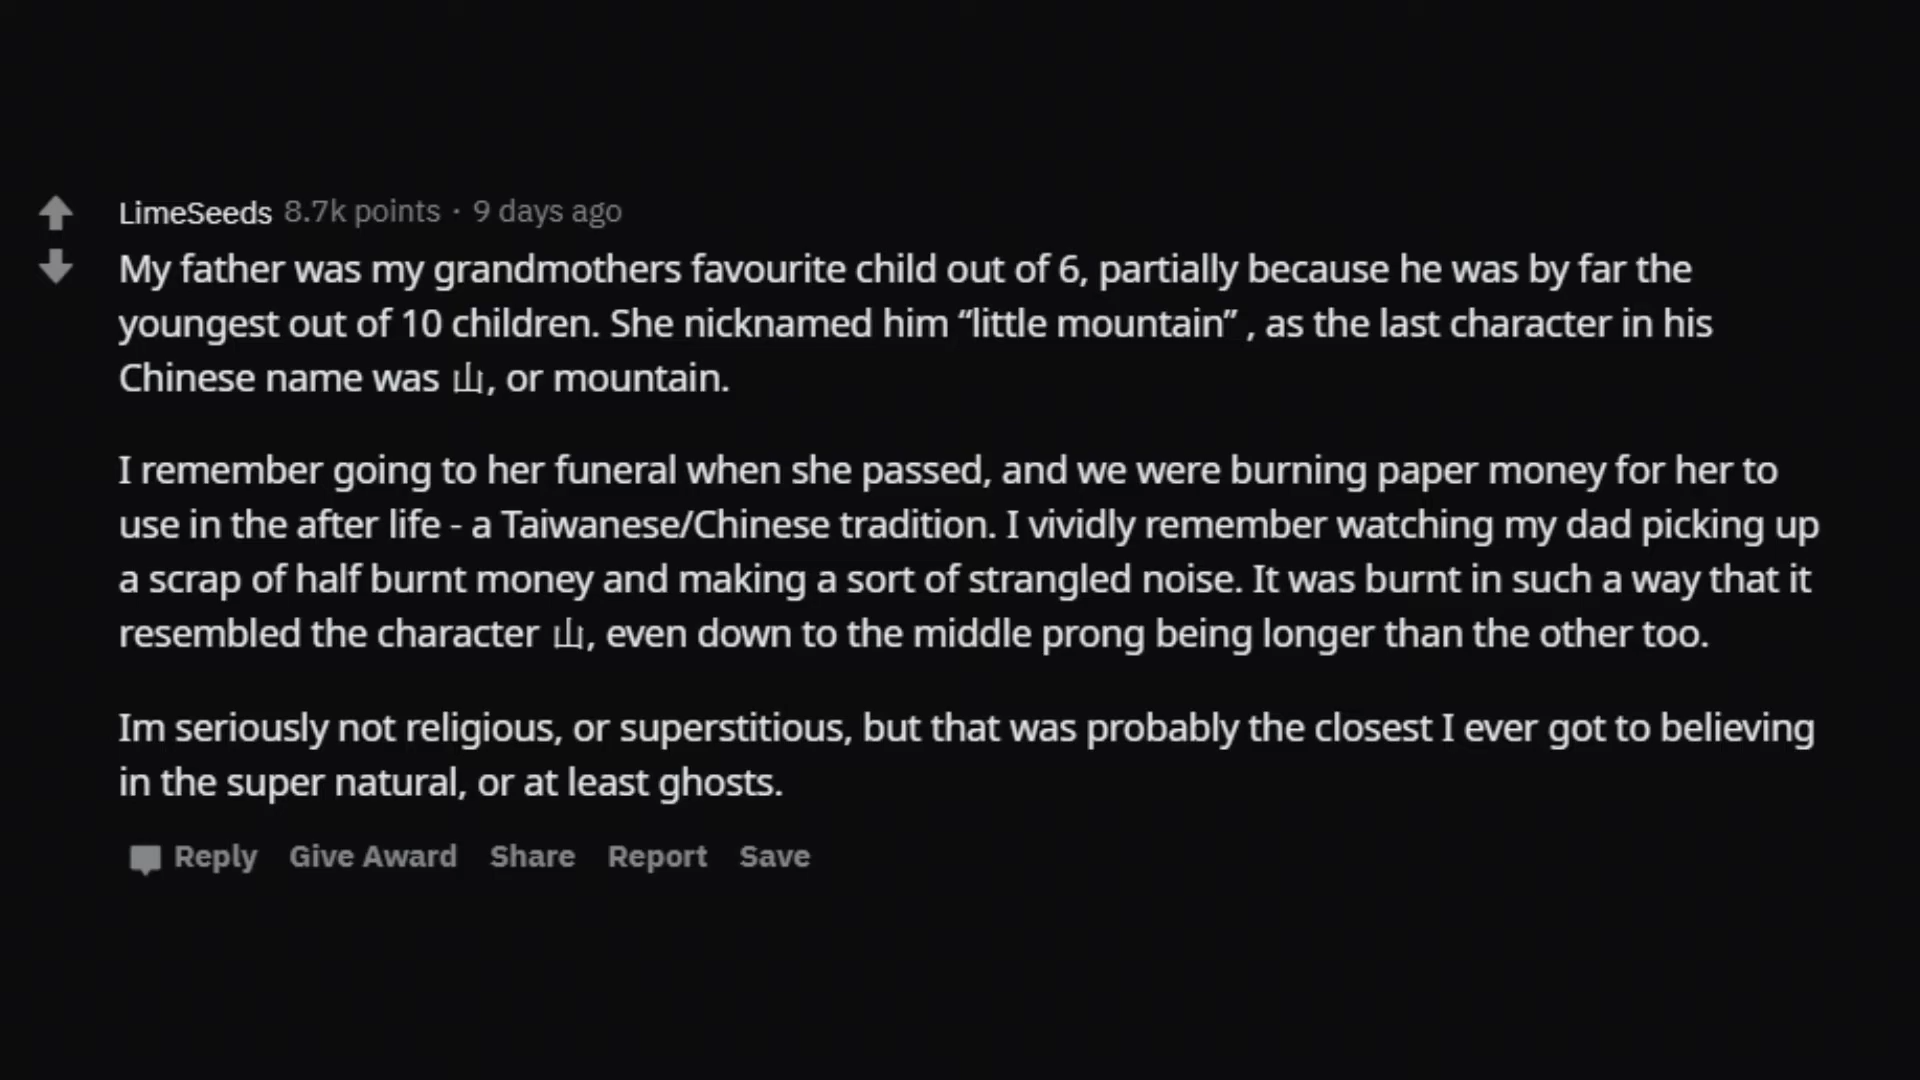 LimeSeeds 8.7k points · 9 days ago
My father was my grandmothers favourite child out of 6, partially because he was by far the
youngest out of 10 children. She nicknamed him “little mountain” , as the last character in his
Chinese name was 山, or mountain.
I remember going to her funeral when she passed, and we were burning paper money for her to
use in the after life - a Taiwanese/Chinese tradition. I vividly remember watching my dad picking up
a scrap of half burnt money and making a sort of strangled noise. It was burnt in such a way that it
resembled the character 山, even down to the middle prong being longer than the other too.
Im seriously not religious, or superstitious, but that was probably the closest I ever got to believing
in the super natural, or at least ghosts.
Reply Give Award Share Report Save